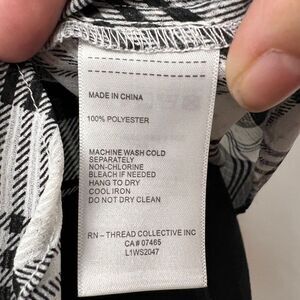 MADE IN CHINA
100% POLYESTER
MACHINE WASH COLD
SEPARATELY
NON-CHLORINE
BLEACH IF NEEDED
HANG TO DRY
COOL IRON
DO NOT DRY CLEAN
RN – THREAD COLLECTIVE INC
CA# 07465
L1WS2047